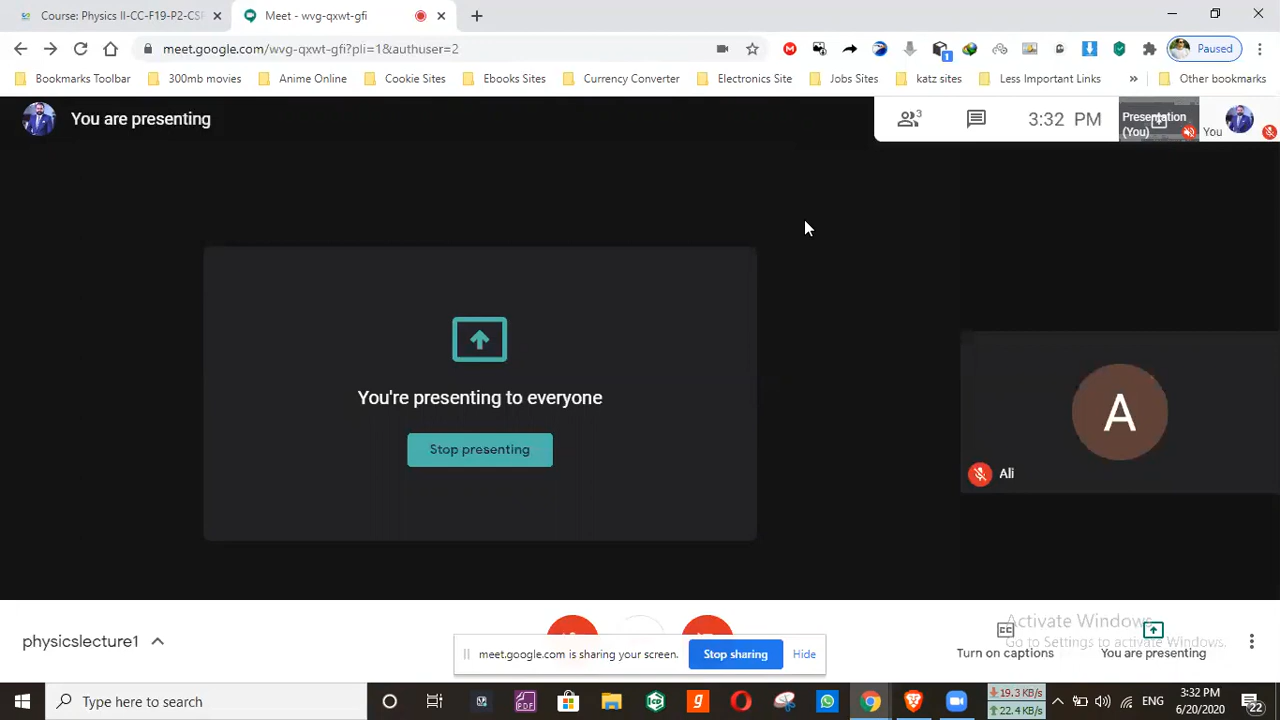 Course: Physics II-CC-F19-P2-CSP
Meet - wvg-qxwt-gfi
meet.google.com/wvg-qxwt-gfi?pli=1&authuser=2
1
Paused
Bookmarks Toolbar
300mb movies
Anime Online
Cookie Sites
Ebooks Sites
Currency Converter
Electronics Site
Jobs Sites
katz sites
Less Important Links
»
Other bookmarks
You are presenting
3
3:32 PM
Presentation
(You)
You
You're presenting to everyone
Stop presenting
A
Ali
physicslecture1
meet.google.com is sharing your screen.
Stop sharing
Hide
CC
Turn on captions
You are presenting
Activate Windows
Go to Settings to activate Windows.
Type here to search
PDF
g
19.3 KB/s
22.4 KB/s
ENG
3:32 PM
6/20/2020
22